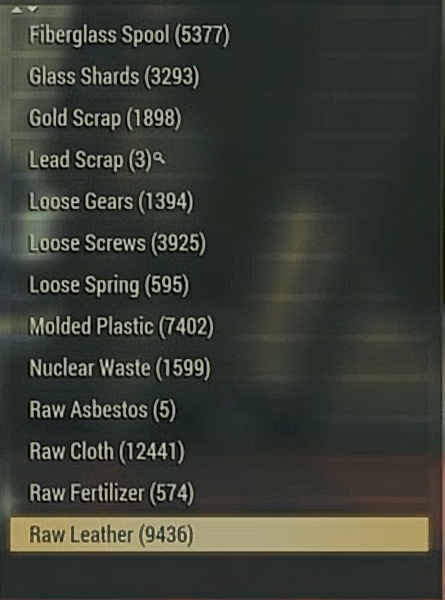 Fiberglass Spool (5377)
Glass Shards (3293)
Gold Scrap (1898)
Lead Scrap (3)
Loose Gears (1394)
Loose Screws (3925)
Loose Spring (595)
Molded Plastic (7402)
Nuclear Waste (1599)
Raw Asbestos (5)
Raw Cloth (12441)
Raw Fertilizer (574)
Raw Leather (9436)